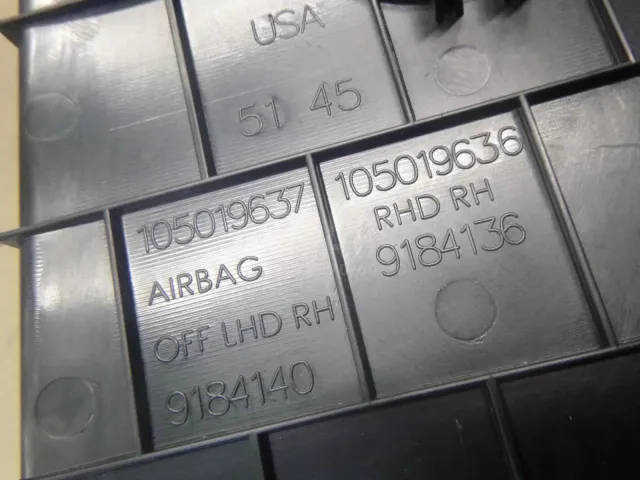 USA
51 45
105019637
AIRBAG
OFF LHD RH
9184140
105019636
RHD RH
9184136